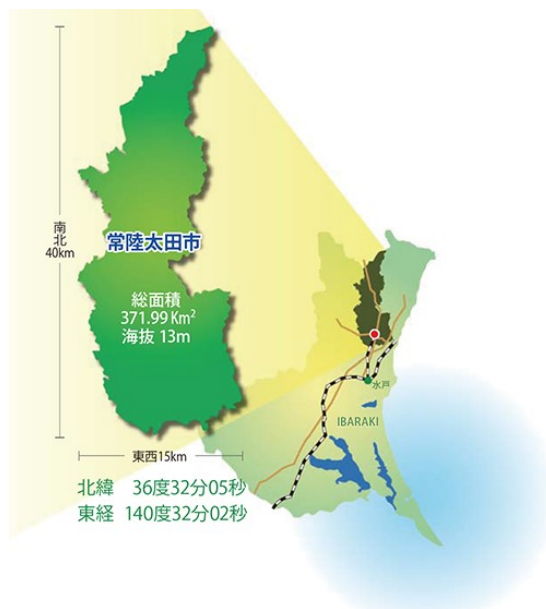 南北
40km
常陸太田市
総面積
371.99 Km²
海抜 13m
東西15km
北緯 36度32分05秒
東経 140度32分02秒
水戸
IBARAKI